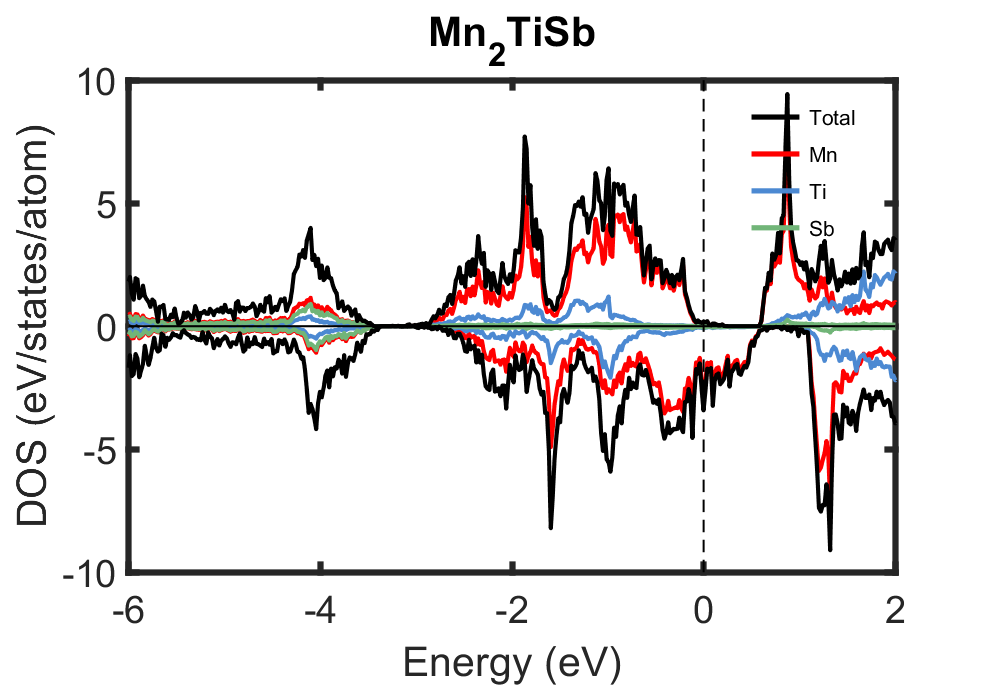 Mn2TiSb
10
5
0
-5
-10
DOS (eV/states/atom)
Total
Mn
Ti
Sb
-6 -4 -2 0 2
Energy (eV)